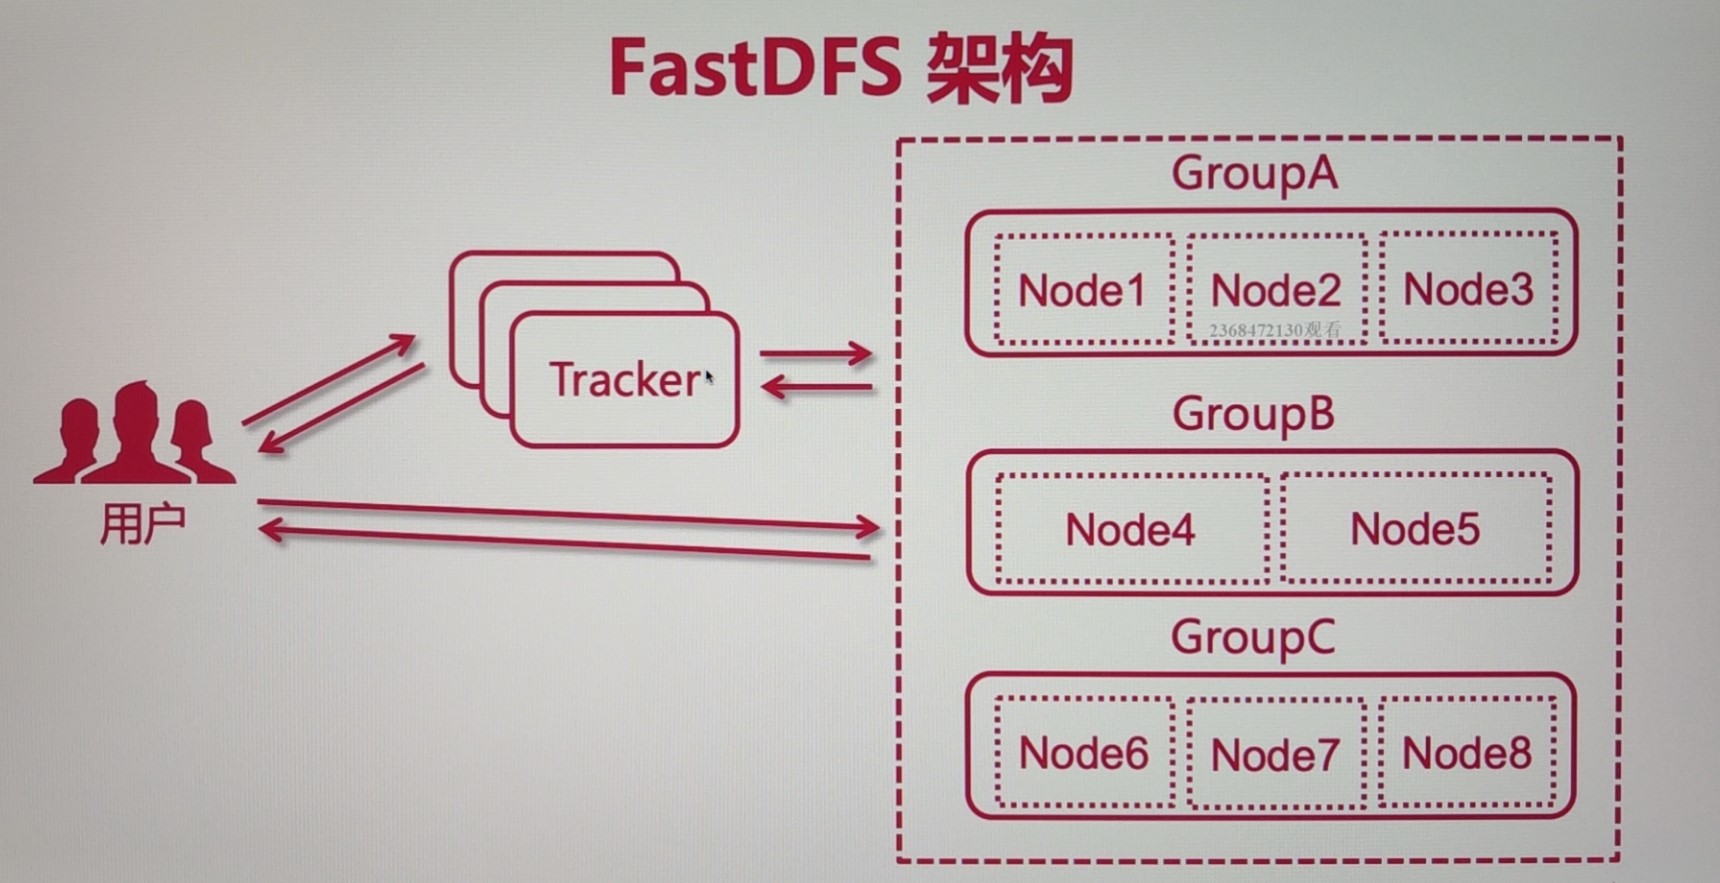 FastDFS 架构
GroupA
Node1
Node2
Node3
2368472130观看
Tracker
GroupB
Node4
Node5
用户
GroupC
Node6
Node7
Node8